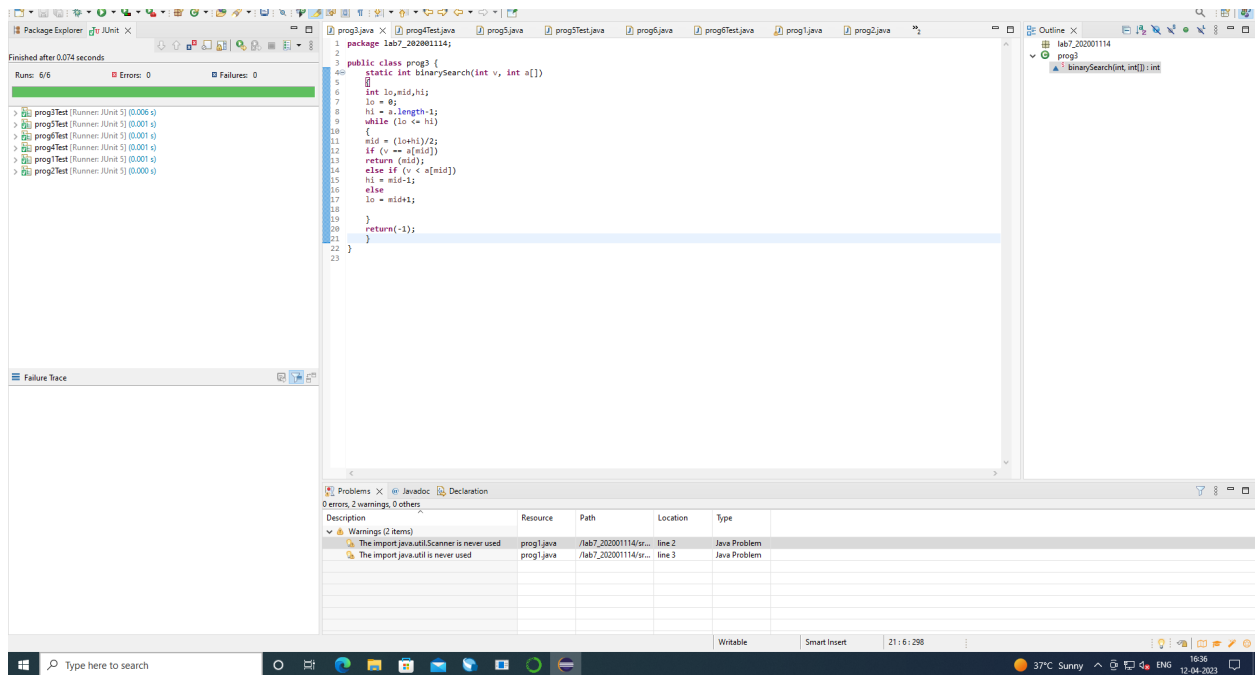 Package Explorer JUnit
Finished after 0.074 seconds
Runs: 6/6 Errors: 0 Failures: 0
prog3Test [Runner: JUnit 5] (0.006 s)
prog5Test [Runner: JUnit 5] (0.001 s)
prog6Test [Runner: JUnit 5] (0.001 s)
prog4Test [Runner: JUnit 5] (0.001 s)
prog1Test [Runner: JUnit 5] (0.001 s)
prog2Test [Runner: JUnit 5] (0.000 s)
Failure Trace
prog3.java prog4Test.java prog5.java prog5Test.java prog6.java prog6Test.java prog1.java prog2.java »2
1 package lab7_202001114;
2
3 public class prog3 {
4 static int binarySearch(int v, int a[])
5 {
6 int lo,mid,hi;
7 lo = 0;
8 hi = a.length-1;
9 while (lo <= hi)
10 {
11 mid = (lo+hi)/2;
12 if (v == a[mid])
13 return (mid);
14 else if (v < a[mid])
15 hi = mid-1;
16 else
17 lo = mid+1;
18
19 }
20 return(-1);
21 }
22 }
23
Outline
lab7_202001114
prog3
binarySearch(int, int[]) : int
Problems Javadoc Declaration
0 errors, 2 warnings, 0 others
Description Resource Path Location Type
Warnings (2 items)
The import java.util.Scanner is never used prog1.java /lab7_202001114/sr... line 2 Java Problem
The import java.util is never used prog1.java /lab7_202001114/sr... line 3 Java Problem
Writable Smart Insert 21 : 6 : 298
Type here to search
37°C Sunny ENG 16:36
12-04-2023